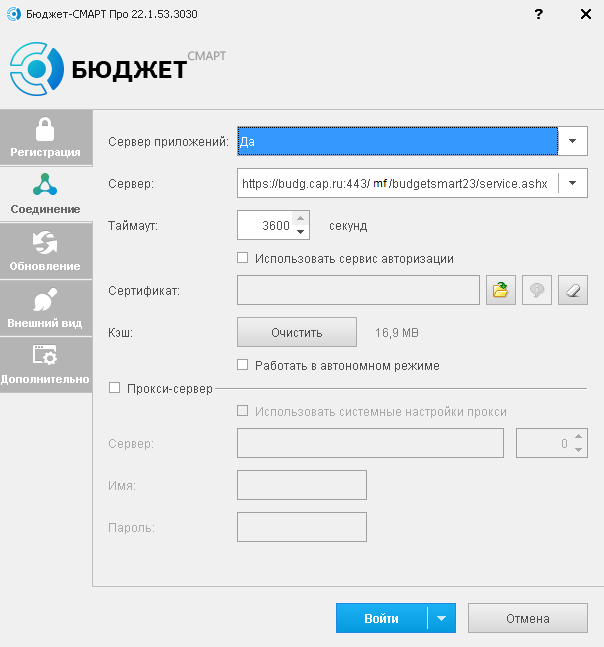 Бюджет-СМАРТ Про 22.1.53.3030 ?
БЮДЖЕТ СМАРТ
Регистрация
Соединение
Обновление
Внешний вид
Дополнительно
Сервер приложений: Да
Сервер: https://budg.cap.ru:443/ mf /budgetsmart23/service.ashx
Таймаут: 3600 секунд
Использовать сервис авторизации
Сертификат:
Кэш: Очистить 16,9 MB
Работать в автономном режиме
Прокси-сервер
Использовать системные настройки прокси
Сервер: 0
Имя:
Пароль:
Войти Отмена